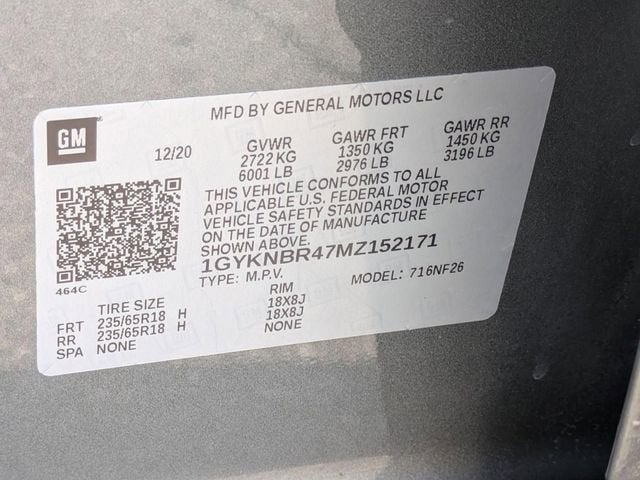 MFD BY GENERAL MOTORS LLC
GM
12/20
GVWR GAWR FRT GAWR RR
2722 KG 1350 KG 1450 KG
6001 LB 2976 LB 3196 LB
THIS VEHICLE CONFORMS TO ALL
APPLICABLE U.S. FEDERAL MOTOR
VEHICLE SAFETY STANDARDS IN EFFECT
ON THE DATE OF MANUFACTURE
SHOWN ABOVE.
1GYKNBR47MZ152171
TYPE: M.P.V. MODEL: 716NF26
464C
TIRE SIZE RIM
FRT 235/65R18 H 18X8J
RR 235/65R18 H 18X8J
SPA NONE NONE